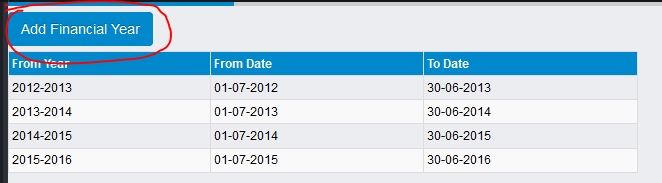 Add Financial Year
From Year From Date To Date
2012-2013 01-07-2012 30-06-2013
2013-2014 01-07-2013 30-06-2014
2014-2015 01-07-2014 30-06-2015
2015-2016 01-07-2015 30-06-2016